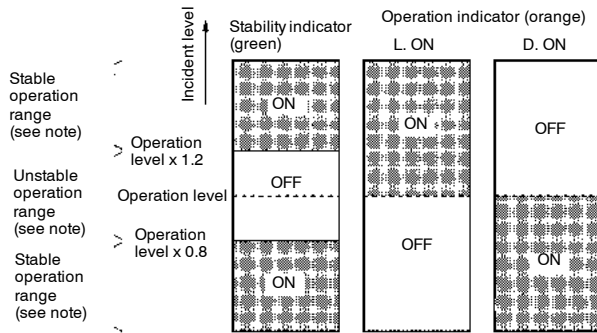 Incident level
Stability indicator
(green)
Operation indicator (orange)
L. ON
D. ON
Stable
operation
range
(see note)
Operation
level x 1.2
Unstable
operation
range
(see note)
Operation level
Operation
level x 0.8
Stable
operation
range
(see note)
ON
OFF
ON
ON
OFF
OFF
ON